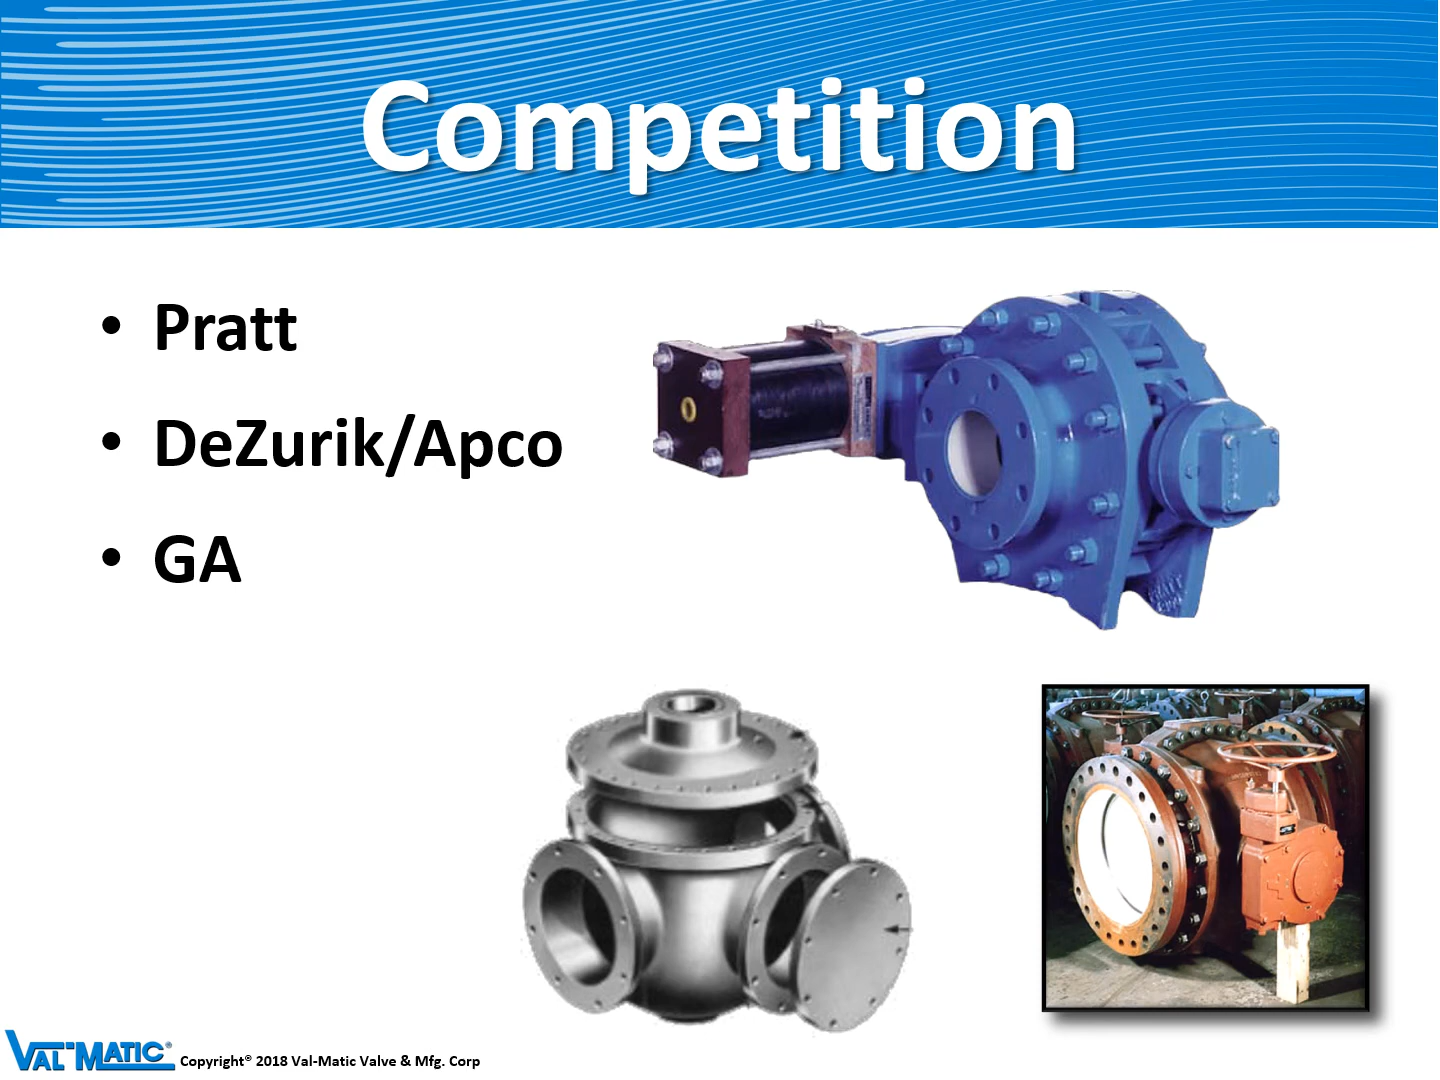 Competition
• Pratt
• DeZurik/Apco
• GA
VAL-MATIC® Copyright® 2018 Val-Matic Valve & Mfg. Corp